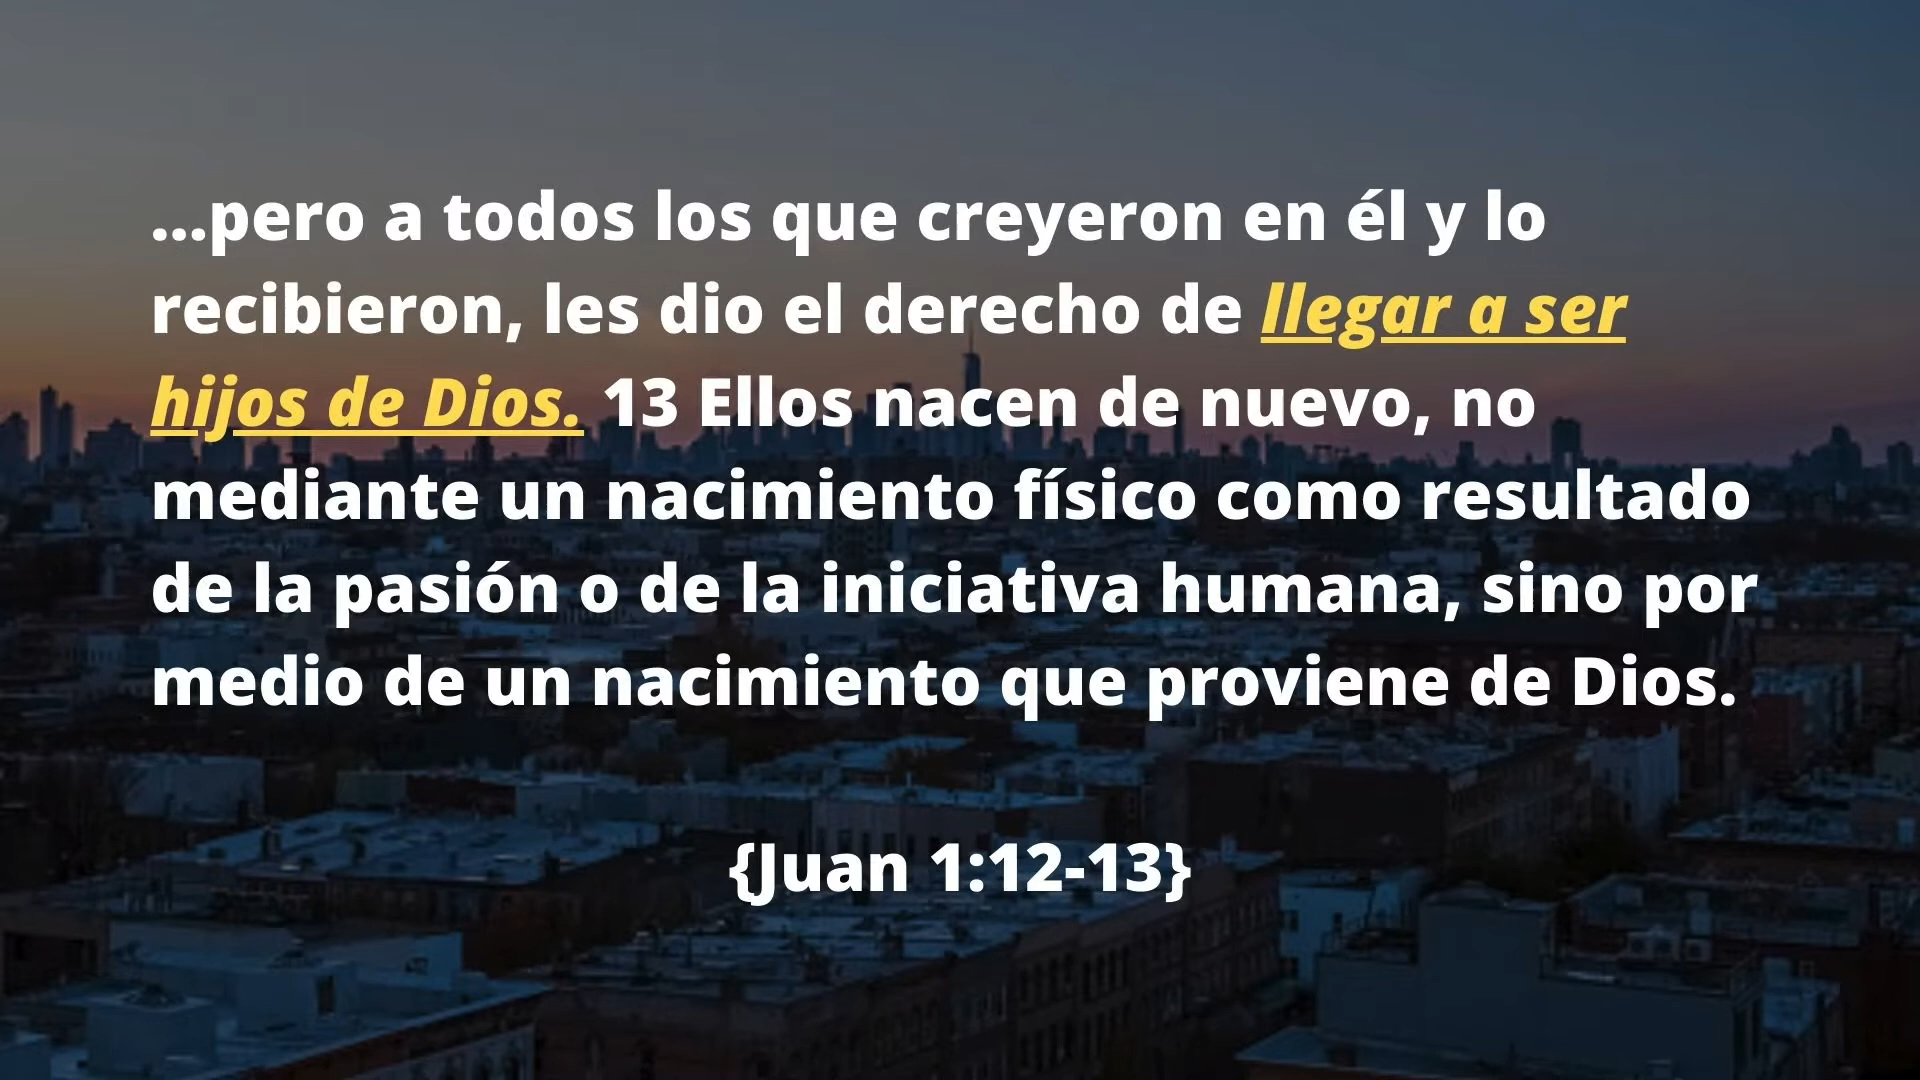 ...pero a todos los que creyeron en él y lo
recibieron, les dio el derecho de llegar a ser
hijos de Dios. 13 Ellos nacen de nuevo, no
mediante un nacimiento físico como resultado
de la pasión o de la iniciativa humana, sino por
medio de un nacimiento que proviene de Dios.
{Juan 1:12-13}